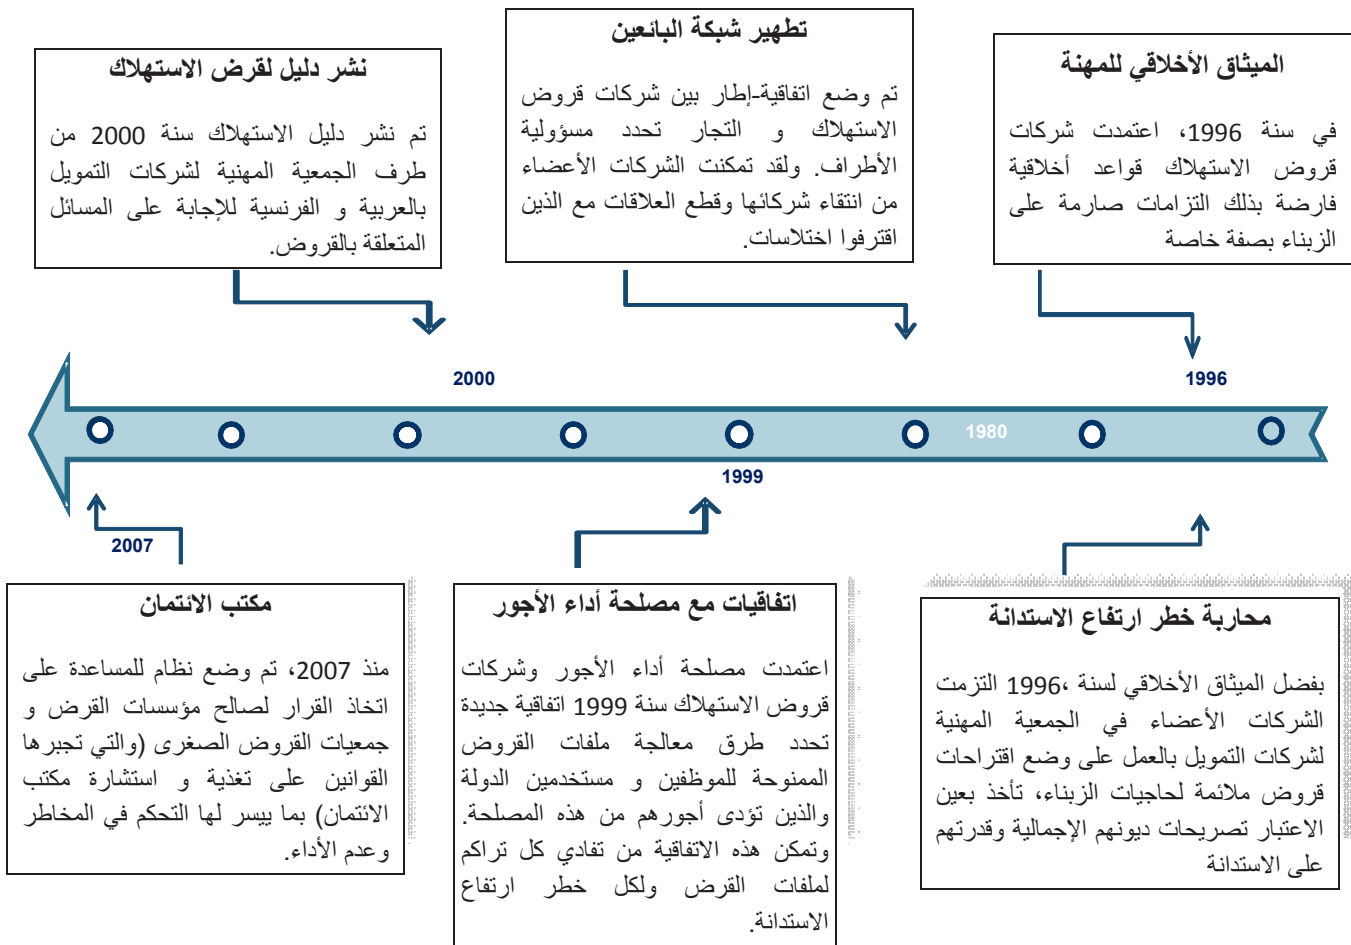 الميثاق الأخلاقي للمهنة
في سنة 1996، اعتمدت شركات
قروض الاستهلاك قواعد أخلاقية
فارضة بذلك التزامات صارمة على
الزبناء بصفة خاصة
تطهير شبكة البائعين
تم وضع اتفاقية-إطار بين شركات قروض
الاستهلاك و التجار تحدد مسؤولية
الأطراف. ولقد تمكنت الشركات الأعضاء
من انتقاء شركائها وقطع العلاقات مع الذين
اقترفوا اختلاسات.
نشر دليل لقرض الاستهلاك
تم نشر دليل الاستهلاك سنة 2000 من
طرف الجمعية المهنية لشركات التمويل
بالعربية و الفرنسية للإجابة على المسائل
المتعلقة بالقروض.
1996
2000
1980
1999
2007
محاربة خطر ارتفاع الاستدانة
بفضل الميثاق الأخلاقي لسنة 1996، التزمت
الشركات الأعضاء في الجمعية المهنية
لشركات التمويل بالعمل على وضع اقتراحات
قروض ملائمة لحاجيات الزبناء، تأخذ بعين
الاعتبار تصريحات ديونهم الإجمالية وقدرتهم
على الاستدانة
اتفاقيات مع مصلحة أداء الأجور
اعتمدت مصلحة أداء الأجور وشركات
قروض الاستهلاك سنة 1999 اتفاقية جديدة
تحدد طرق معالجة ملفات القروض
الممنوحة للموظفين و مستخدمين الدولة
والذين تؤدى أجورهم من هذه المصلحة.
وتمكن هذه الاتفاقية من تفادي كل تراكم
لملفات القرض ولكل خطر ارتفاع
الاستدانة.
مكتب الائتمان
منذ 2007، تم وضع نظام للمساعدة على
اتخاذ القرار لصالح مؤسسات القرض و
جمعيات القروض الصغرى (والتي تجبرها
القوانين على تغذية و استشارة مكتب
الائتمان) بما ييسر لها التحكم في المخاطر
وعدم الأداء.